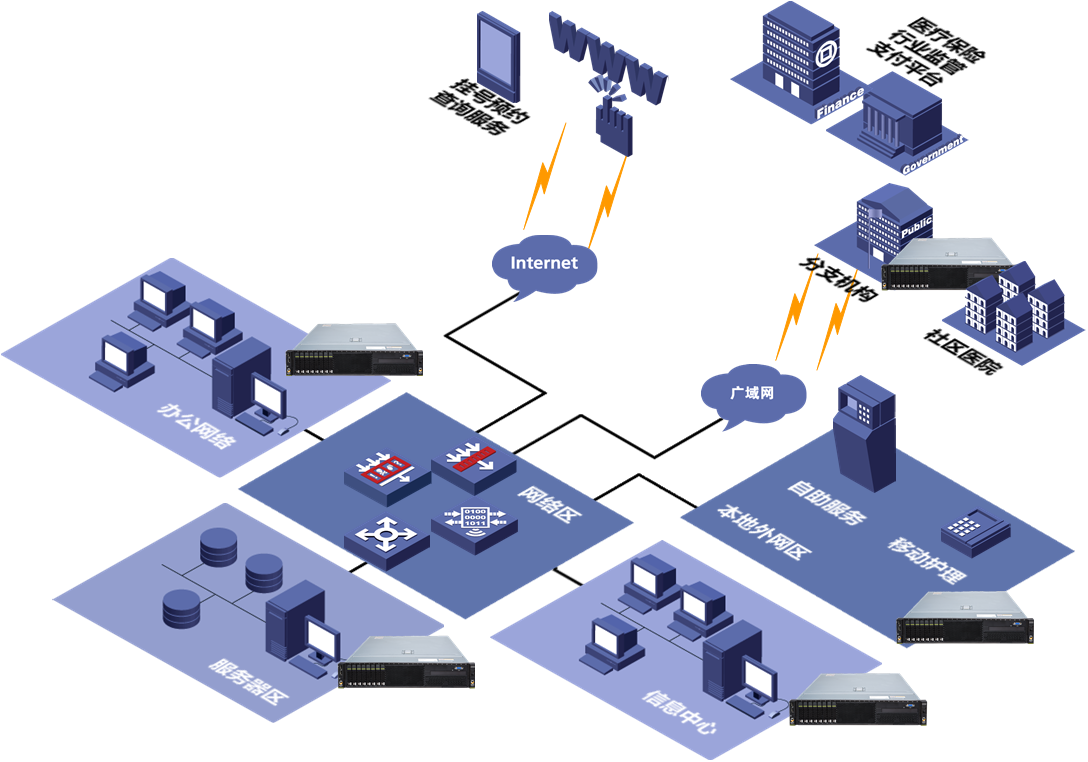 WWW
挂号预约
查询服务
医疗保险
行业监管
支付平台
Finance
Government
Public
分支机构
社区医院
Internet
广域网
办公网络
网络区
0100
0000
1011
自助服务
本地外网区
移动护理
服务器区
信息中心